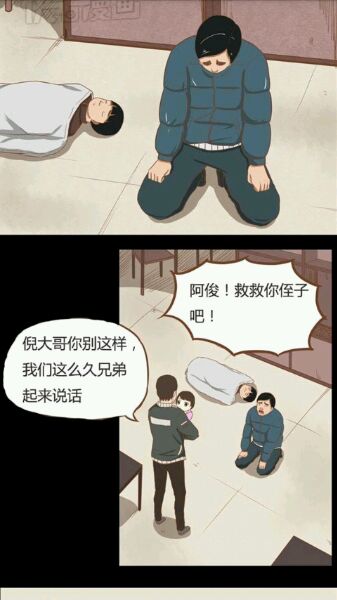 阿俊！救救你侄子
吧！
倪大哥你别这样，
我们这么久兄弟
起来说话